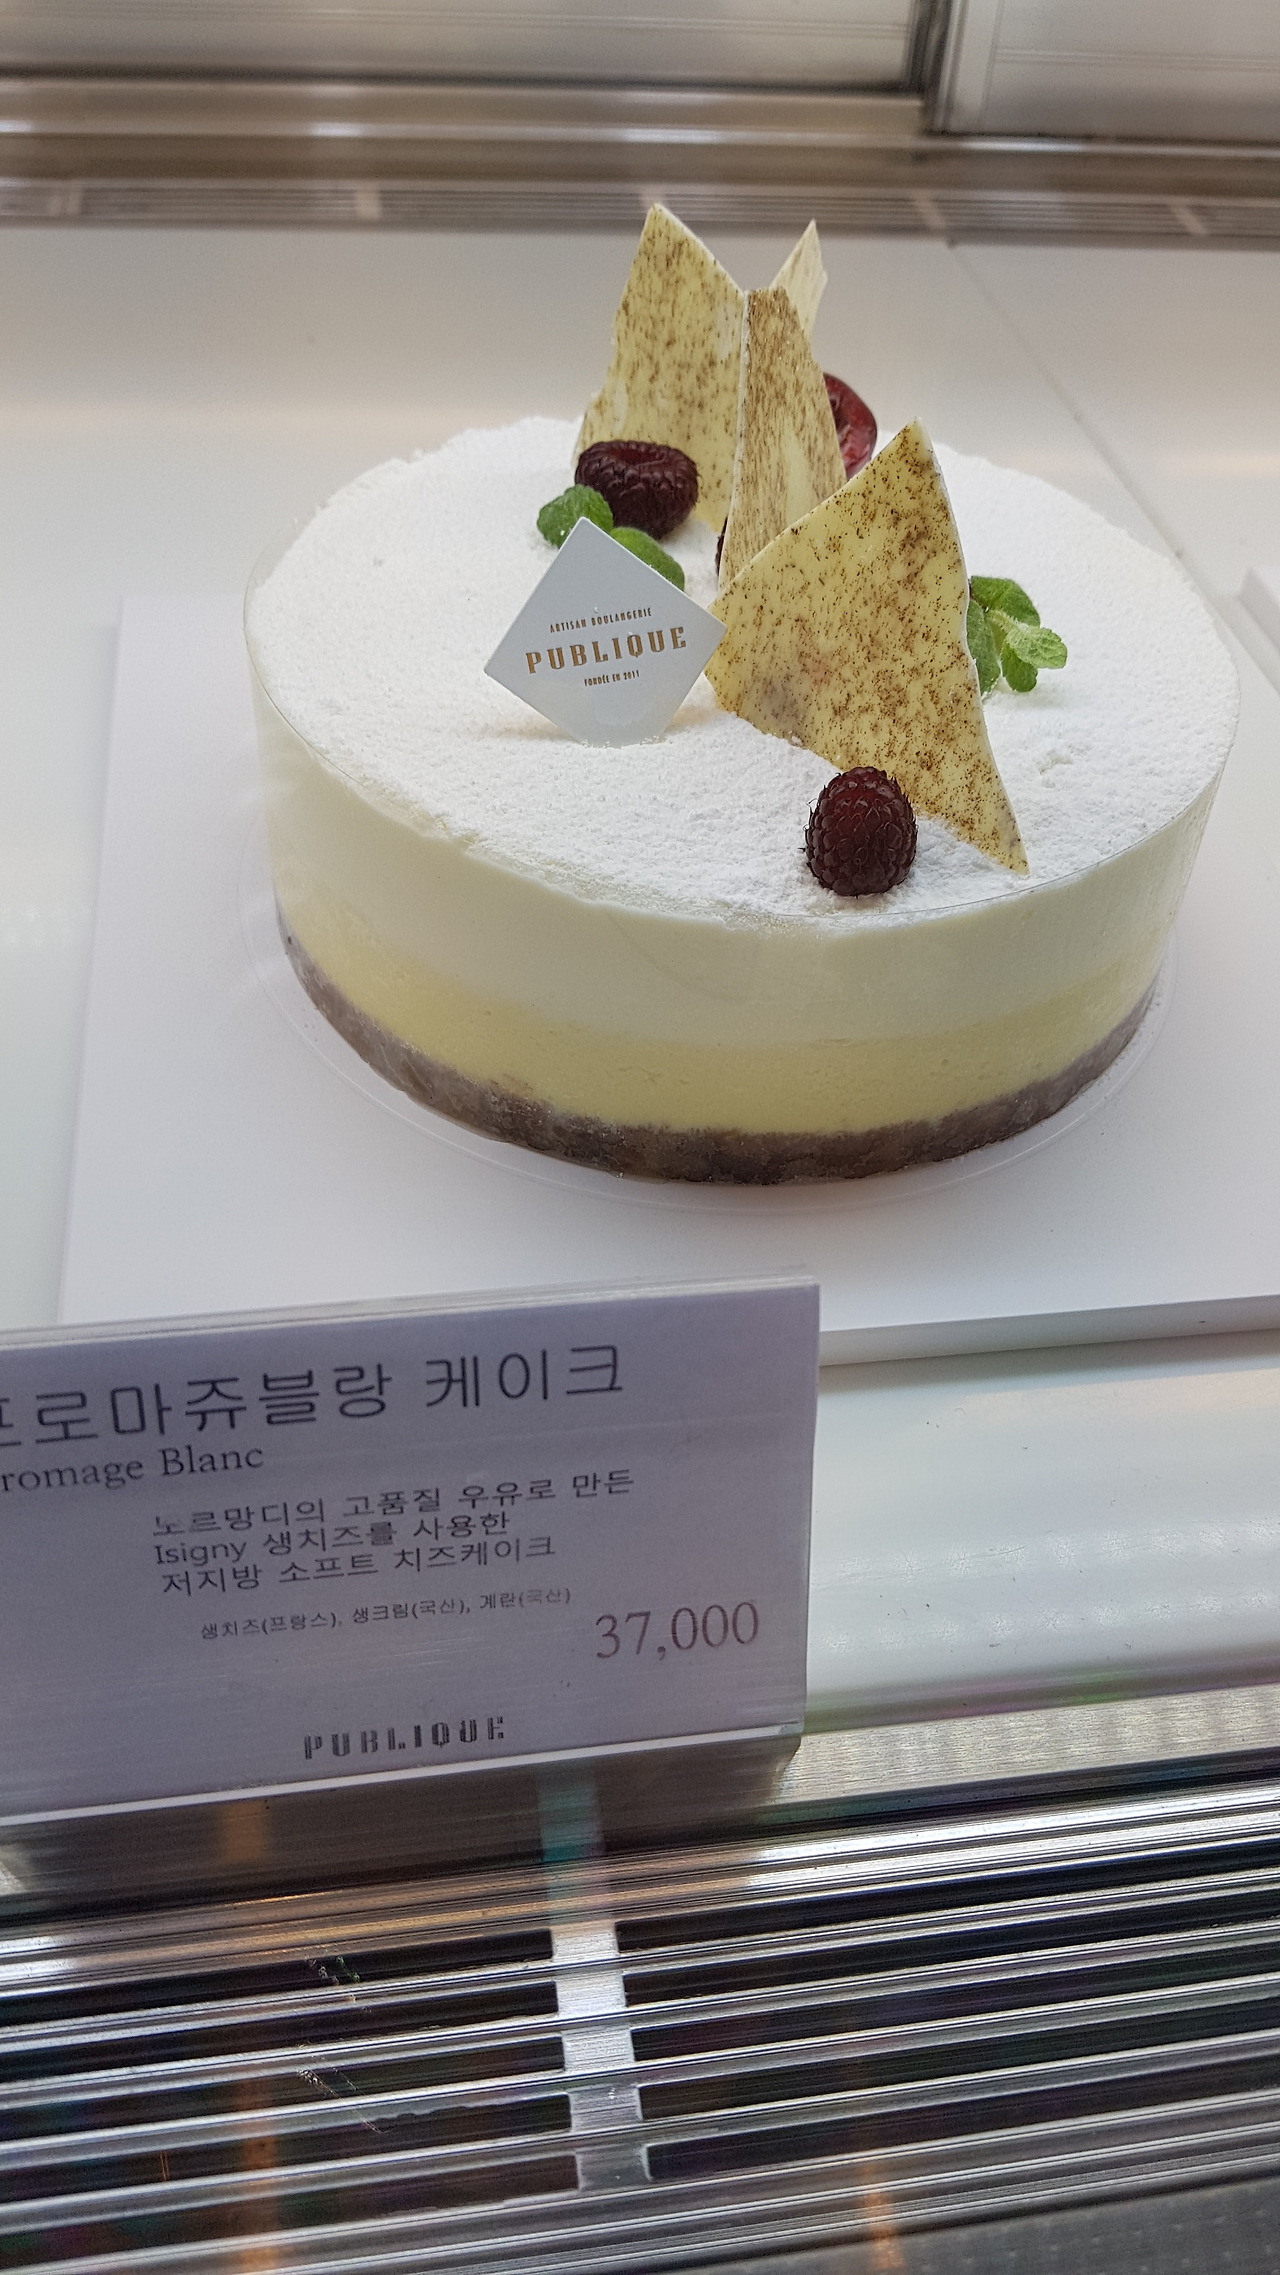 ARTISAN BOULANGERIE
PUBLIQUE
FONDÉE EN 2011
프로마쥬블랑 케이크
romage Blanc
노르망디의 고품질 우유로 만든
Isigny 생치즈를 사용한
저지방 소프트 치즈케이크
생치즈(프랑스), 생크림(국산), 계란(국산)
37,000
PUBLIQUE